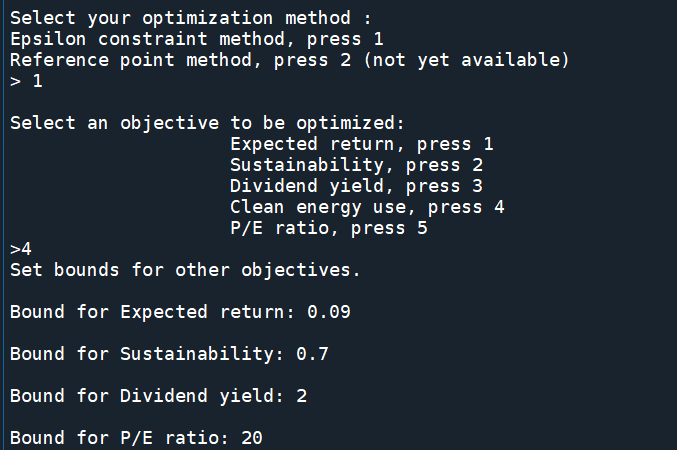 Select your optimization method :
Epsilon constraint method, press 1
Reference point method, press 2 (not yet available)
> 1
Select an objective to be optimized:
Expected return, press 1
Sustainability, press 2
Dividend yield, press 3
Clean energy use, press 4
P/E ratio, press 5
>4
Set bounds for other objectives.
Bound for Expected return: 0.09
Bound for Sustainability: 0.7
Bound for Dividend yield: 2
Bound for P/E ratio: 20